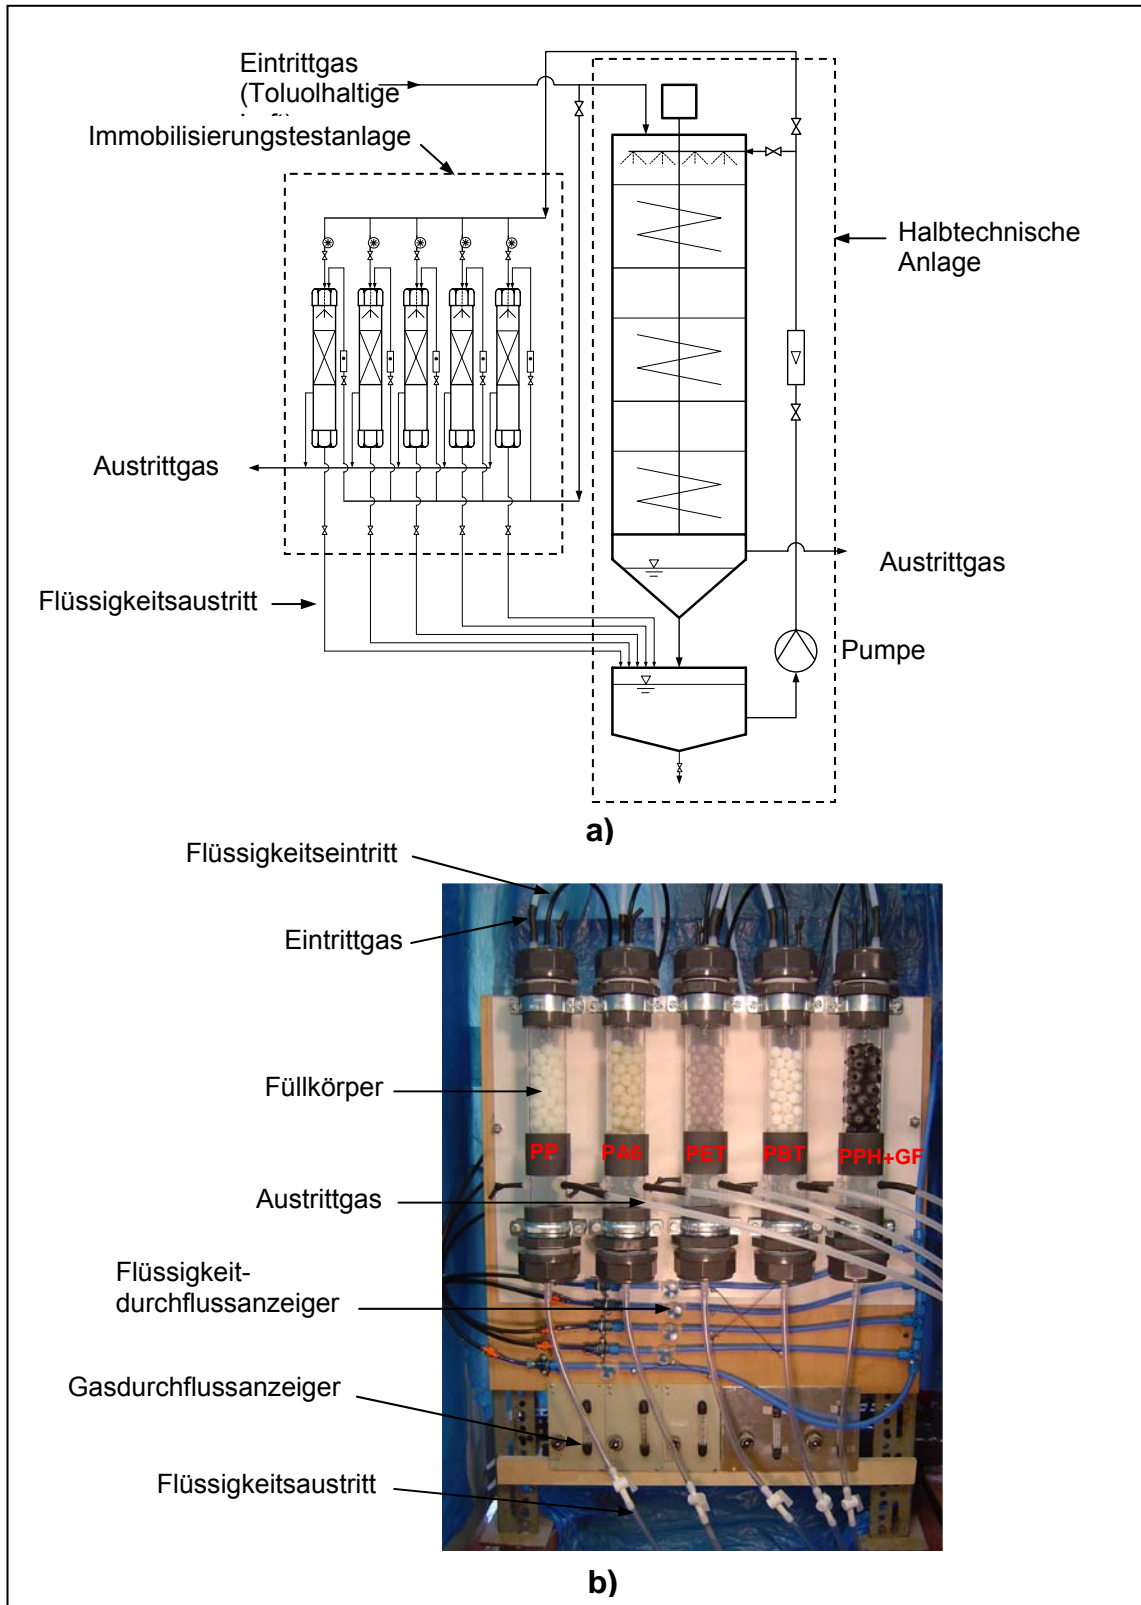 Eintrittgas
(Toluolhaltige
Immobilisierungstestanlage
Halbtechnische
Anlage
Austrittgas
Austrittgas
Flüssigkeitsaustritt
Pumpe
a)
Flüssigkeitseintritt
Eintrittgas
Füllkörper
PP PA6 PET PBT PPH+GF
Austrittgas
Flüssigkeit-
durchflussanzeiger
Gasdurchflussanzeiger
Flüssigkeitsaustritt
b)